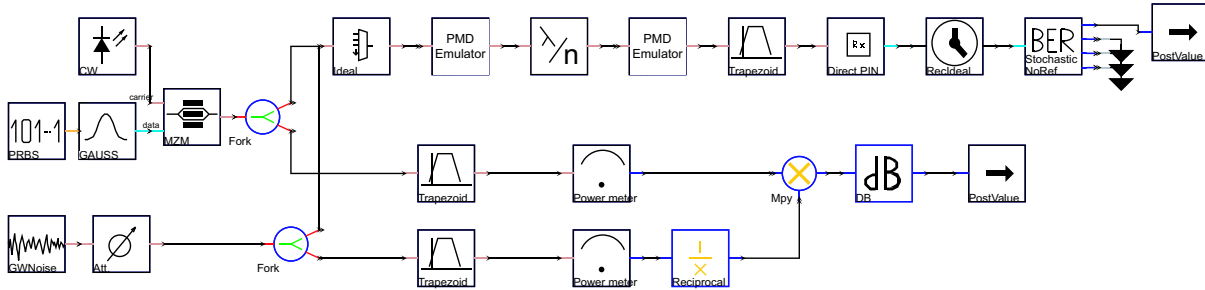 CW
carrier
101-1
PRBS
GAUSS
data
MZM
Fork
Ideal
PMD
Emulator
λ/n
PMD
Emulator
Trapezoid
Rx
Direct PIN
RecIdeal
BER
Stochastic
NoRef
PostValue
Trapezoid
Power meter
Mpy
dB
DB
PostValue
GWNoise
Att.
Fork
Trapezoid
Power meter
1
x
Reciprocal